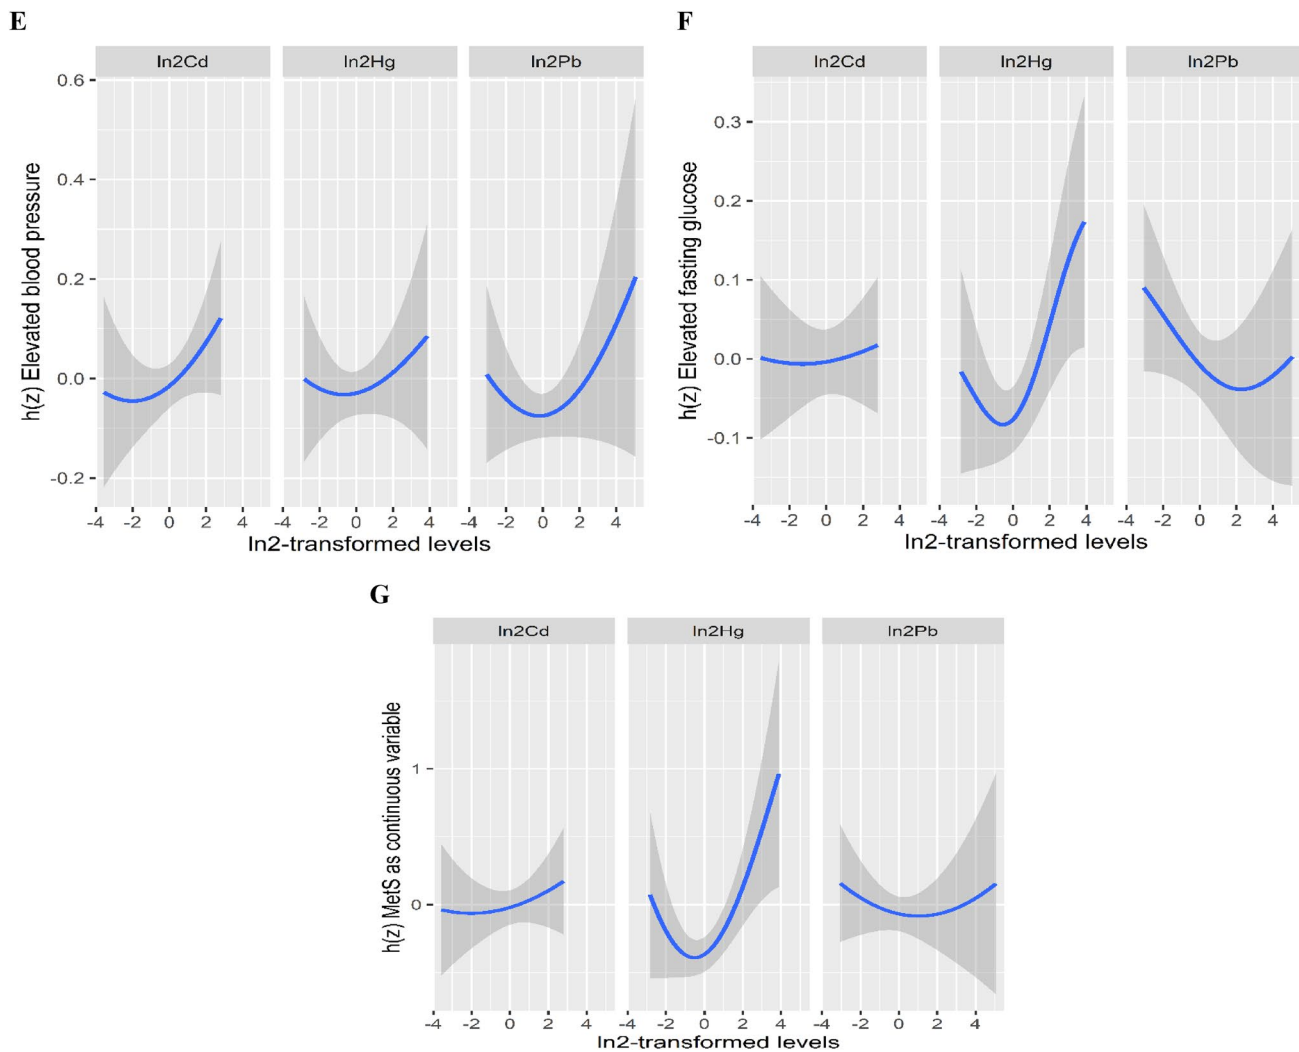 E
ln2Cd ln2Hg ln2Pb
0.6
0.4
0.2
0.0
-0.2
h(z) Elevated blood pressure
-4 -2 0 2 4 -4 -2 0 2 4 -4 -2 0 2 4
ln2-transformed levels
F
ln2Cd ln2Hg ln2Pb
0.3
0.2
0.1
0.0
-0.1
h(z) Elevated fasting glucose
-4 -2 0 2 4 -4 -2 0 2 4 -4 -2 0 2 4
ln2-transformed levels
G
ln2Cd ln2Hg ln2Pb
1
0
h(z) MetS as continuous variable
-4 -2 0 2 4 -4 -2 0 2 4 -4 -2 0 2 4
ln2-transformed levels